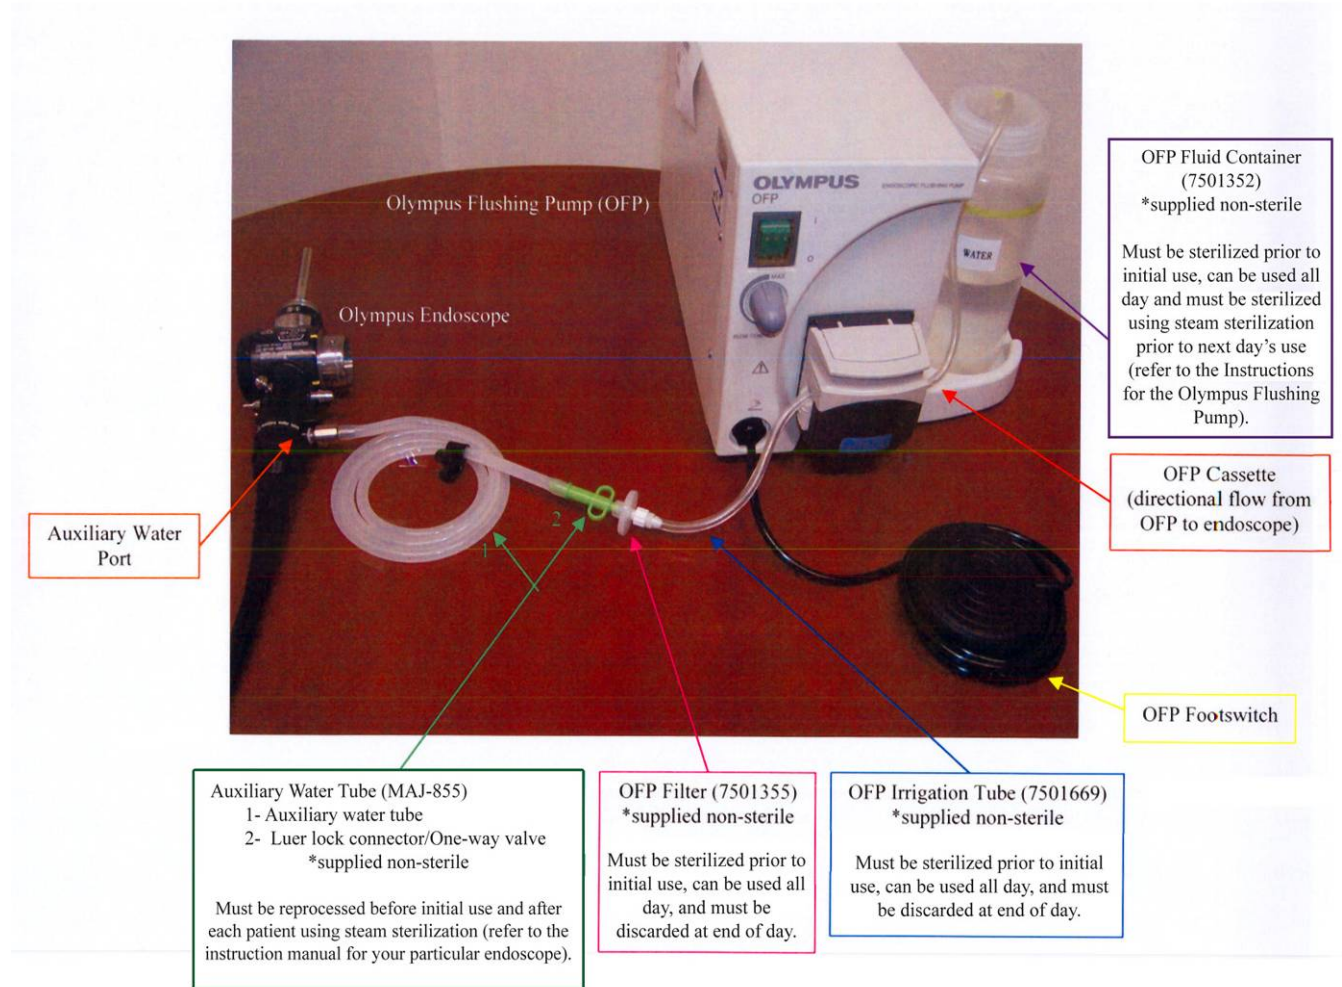 Olympus Flushing Pump (OFP)
Olympus Endoscope
OLYMPUS
ENDOSCOPIC FLUSHING PUMP
OFP
I
O
MAX
WATER
1
2
OFP Fluid Container
(7501352)
*supplied non-sterile
Must be sterilized prior to
initial use, can be used all
day and must be sterilized
using steam sterilization
prior to next day’s use
(refer to the Instructions
for the Olympus Flushing
Pump).
OFP Cassette
(directional flow from
OFP to endoscope)
Auxiliary Water
Port
OFP Footswitch
Auxiliary Water Tube (MAJ-855)
1- Auxiliary water tube
2- Luer lock connector/One-way valve
*supplied non-sterile
Must be reprocessed before initial use and after
each patient using steam sterilization (refer to the
instruction manual for your particular endoscope).
OFP Filter (7501355)
*supplied non-sterile
Must be sterilized prior to
initial use, can be used all
day, and must be
discarded at end of day.
OFP Irrigation Tube (7501669)
*supplied non-sterile
Must be sterilized prior to initial
use, can be used all day, and must
be discarded at end of day.